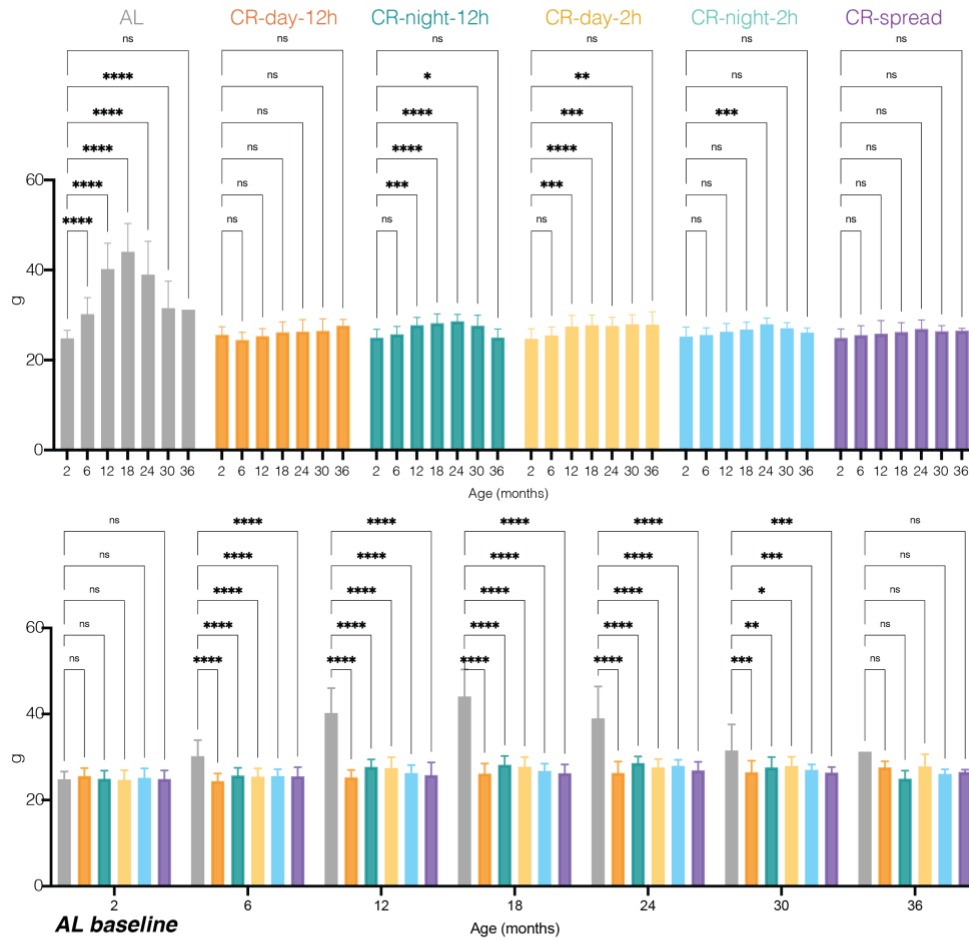 AL CR-day-12h CR-night-12h CR-day-2h CR-night-2h CR-spread
ns ns ns ns ns ns
**** ns * ** ns ns
**** ns **** *** *** ns
**** ns **** **** ns ns
60
**** ns *** *** ns ns
**** ns ns ns ns ns
40
g
20
0
2 6 12 18 24 30 36 2 6 12 18 24 30 36 2 6 12 18 24 30 36 2 6 12 18 24 30 36 2 6 12 18 24 30 36 2 6 12 18 24 30 36
Age (months)
ns **** **** **** **** *** ns
ns **** **** **** **** *** ns
ns **** **** **** **** * ns
60
ns **** **** **** **** ** ns
ns **** **** **** **** *** ns
40
g
20
0
2 6 12 18 24 30 36
AL baseline
Age (months)